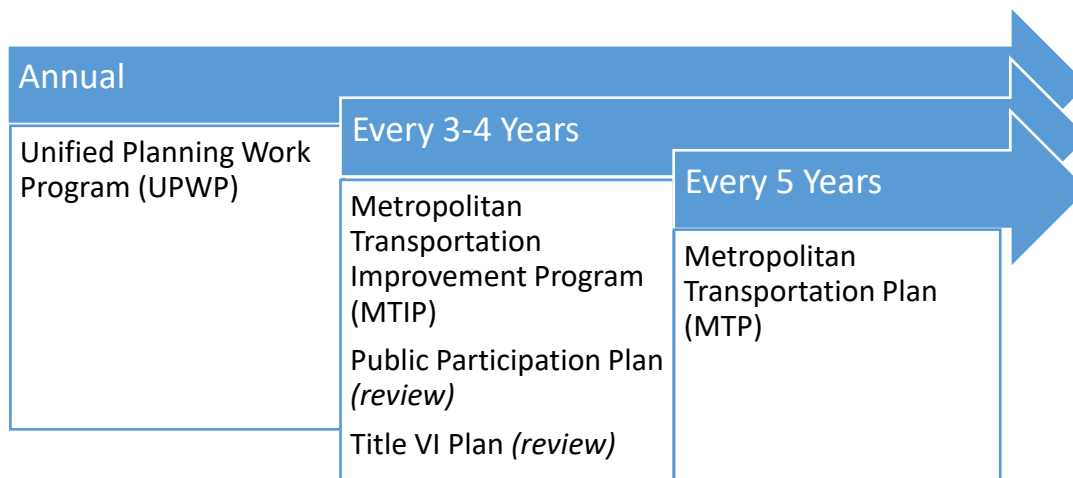 Annual
Unified Planning Work
Program (UPWP)
Every 3-4 Years
Metropolitan
Transportation
Improvement Program
(MTIP)
Public Participation Plan
(review)
Title VI Plan (review)
Every 5 Years
Metropolitan
Transportation Plan
(MTP)